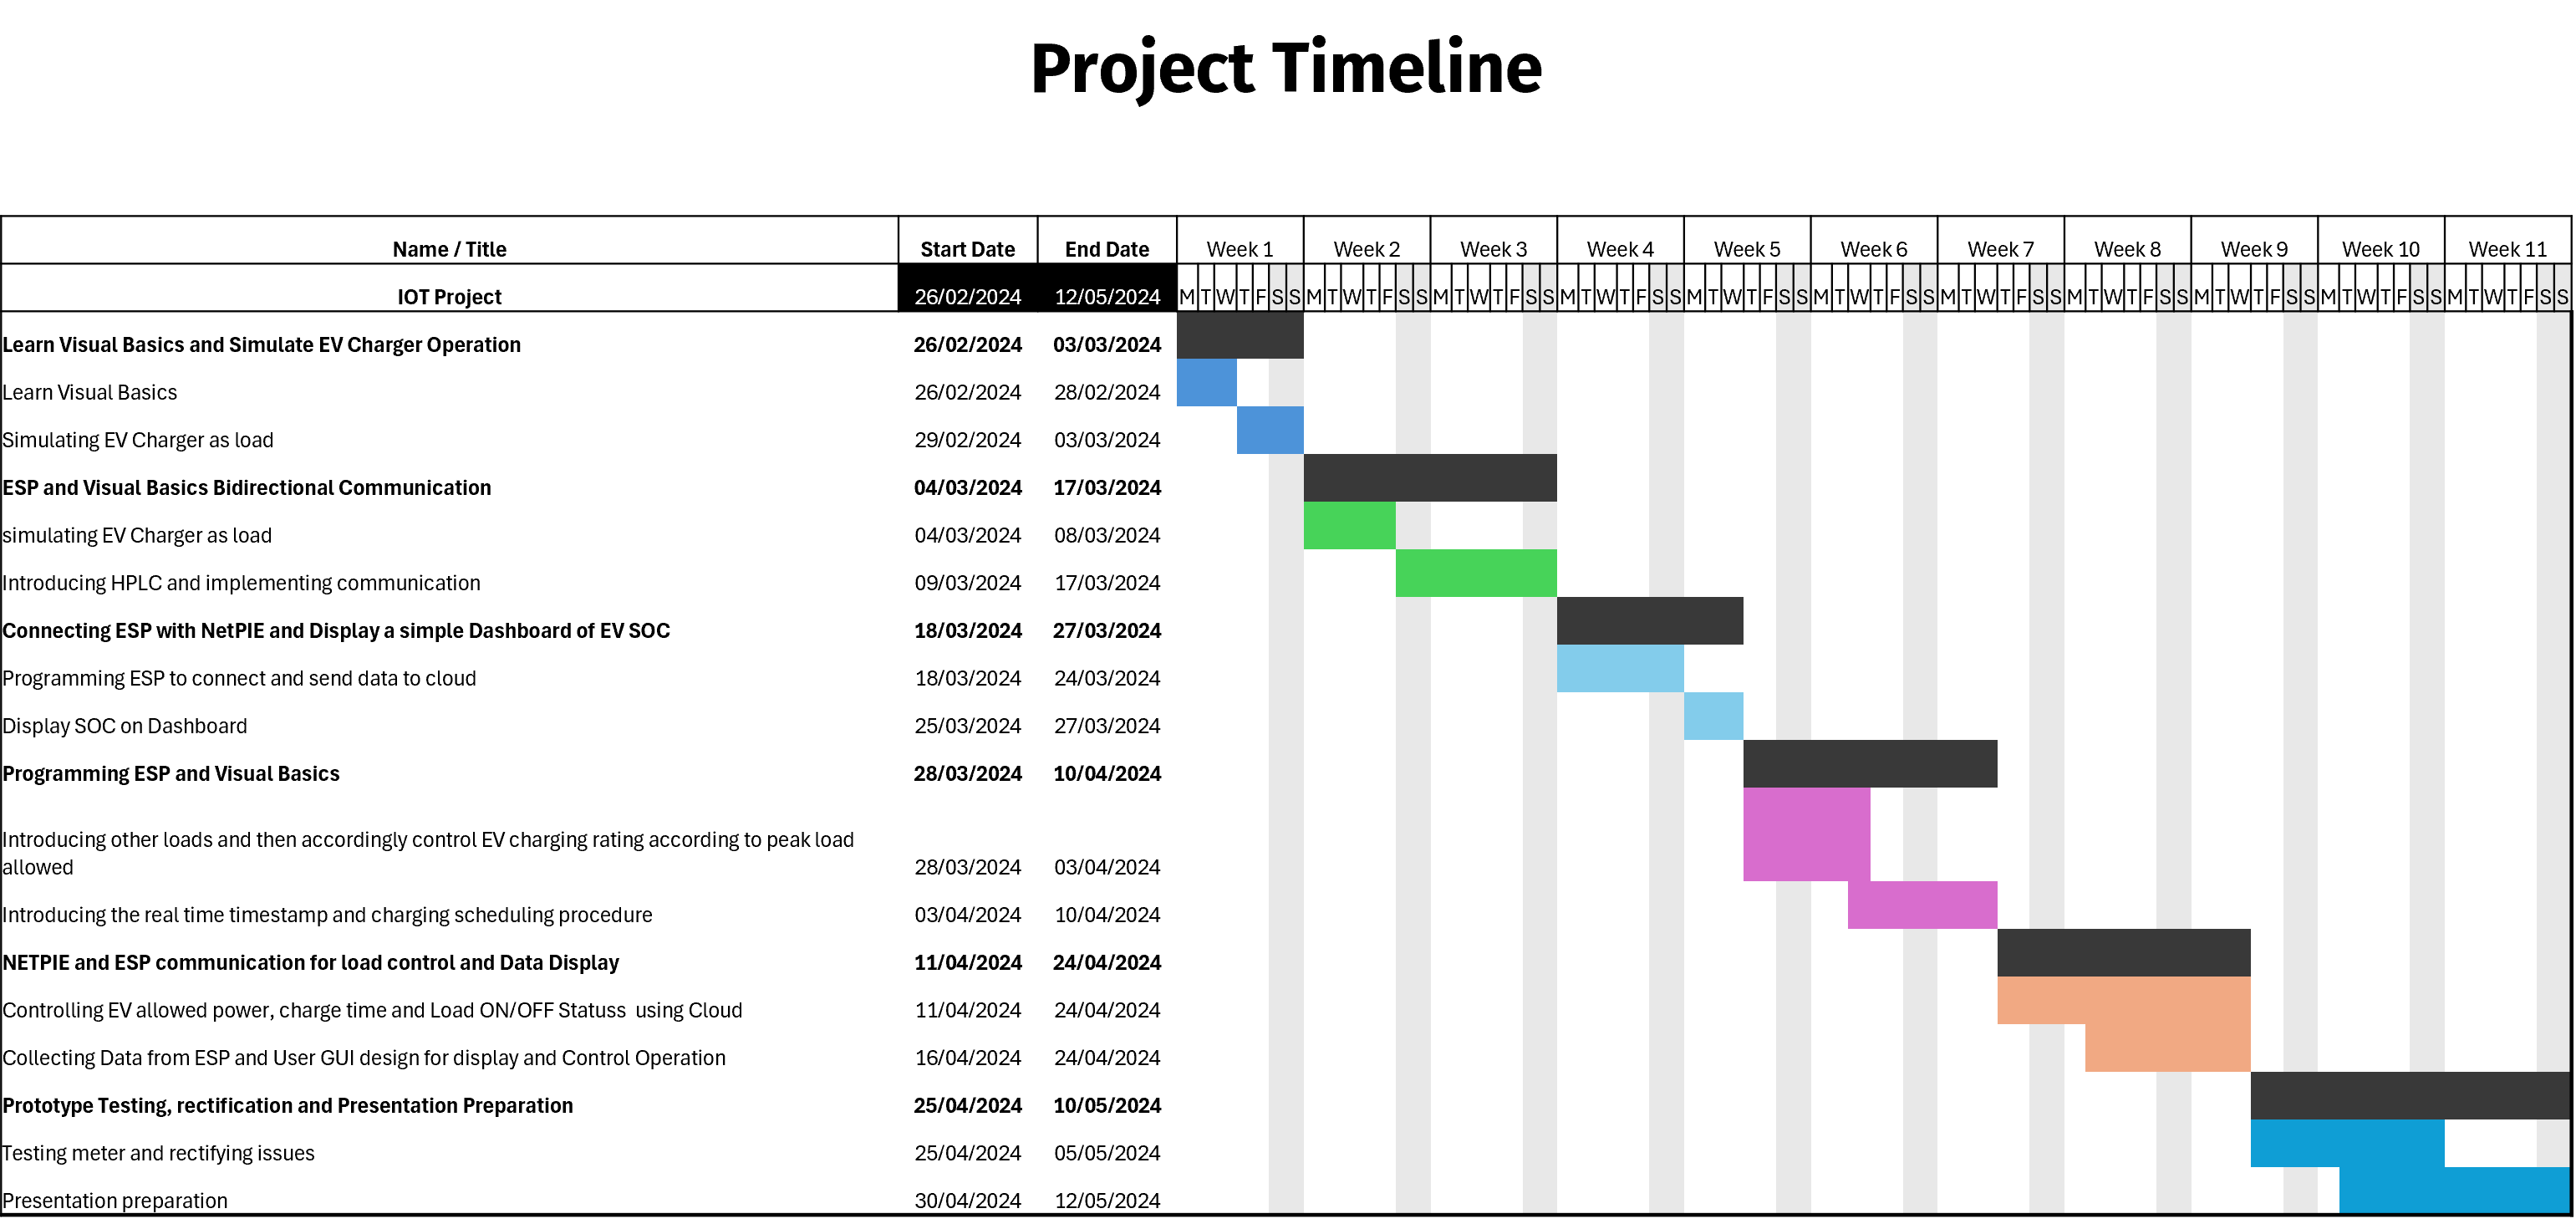 Project Timeline
Name / Title Start Date End Date Week 1 Week 2 Week 3 Week 4 Week 5 Week 6 Week 7 Week 8 Week 9 Week 10 Week 11
IOT Project 26/02/2024 12/05/2024 M T W T F S S M T W T F S S M T W T F S S M T W T F S S M T W T F S S M T W T F S S M T W T F S S M T W T F S S M T W T F S S M T W T F S S M T W T F S S
Learn Visual Basics and Simulate EV Charger Operation 26/02/2024 03/03/2024
Learn Visual Basics 26/02/2024 28/02/2024
Simulating EV Charger as load 29/02/2024 03/03/2024
ESP and Visual Basics Bidirectional Communication 04/03/2024 17/03/2024
simulating EV Charger as load 04/03/2024 08/03/2024
Introducing HPLC and implementing communication 09/03/2024 17/03/2024
Connecting ESP with NetPIE and Display a simple Dashboard of EV SOC 18/03/2024 27/03/2024
Programming ESP to connect and send data to cloud 18/03/2024 24/03/2024
Display SOC on Dashboard 25/03/2024 27/03/2024
Programming ESP and Visual Basics 28/03/2024 10/04/2024
Introducing other loads and then accordingly control EV charging rating according to peak load
allowed 28/03/2024 03/04/2024
Introducing the real time timestamp and charging scheduling procedure 03/04/2024 10/04/2024
NETPIE and ESP communication for load control and Data Display 11/04/2024 24/04/2024
Controlling EV allowed power, charge time and Load ON/OFF Statuss using Cloud 11/04/2024 24/04/2024
Collecting Data from ESP and User GUI design for display and Control Operation 16/04/2024 24/04/2024
Prototype Testing, rectification and Presentation Preparation 25/04/2024 10/05/2024
Testing meter and rectifying issues 25/04/2024 05/05/2024
Presentation preparation 30/04/2024 12/05/2024